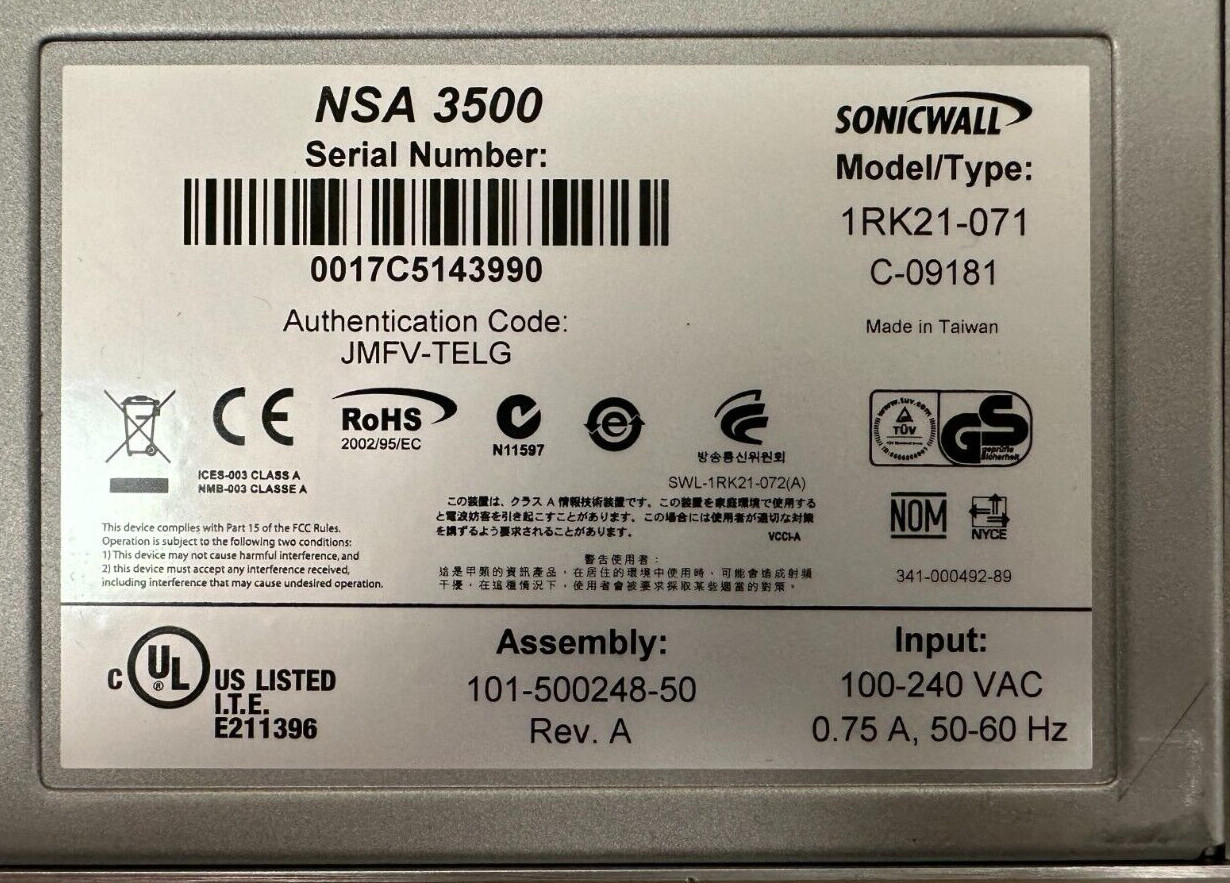 NSA 3500
Serial Number:
0017C5143990
Authentication Code:
JMFV-TELG
SONICWALL
Model/Type:
1RK21-071
C-09181
Made in Taiwan
CE
ICES-003 CLASS A
NMB-003 CLASSE A
RoHS
2002/95/EC
N11597
e
방송통신위원회
SWL-1RK21-072(A)
www.tuv.com
TÜV
GS
geprüfte
Sicherheit
This device complies with Part 15 of the FCC Rules.
Operation is subject to the following two conditions:
1) This device may not cause harmful interference, and
2) this device must accept any interference received,
including interference that may cause undesired operation.
この装置は、クラス A 情報技術装置です。この装置を家庭環境で使用する
と電波妨害を引き起こすことがあります。この場合には使用者が適切な対策
を講ずるよう要求されることがあります。
VCCI-A
警告使用者:
這是甲類的資訊產品,在居住的環境中使用時,可能會造成射頻
干擾,在這種情況下,使用者會被要求採取某些適當的對策。
NOM
NYCE
341-000492-89
C UL ® US LISTED
I.T.E.
E211396
Assembly:
101-500248-50
Rev. A
Input:
100-240 VAC
0.75 A, 50-60 Hz